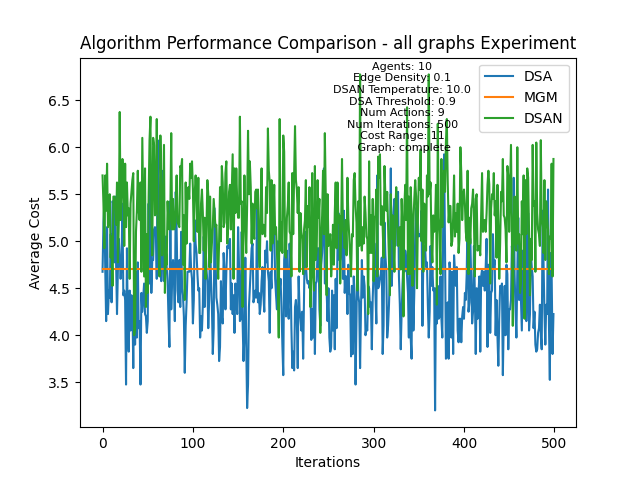 Algorithm Performance Comparison - all graphs Experiment
Agents: 10
Edge Density: 0.1
DSAN Temperature: 10.0
DSA Threshold: 0.9
Num Actions: 9
Num Iterations: 500
Cost Range: 11
Graph: complete
DSA
MGM
DSAN
Average Cost
6.5
6.0
5.5
5.0
4.5
4.0
3.5
0
100
200
300
400
500
Iterations